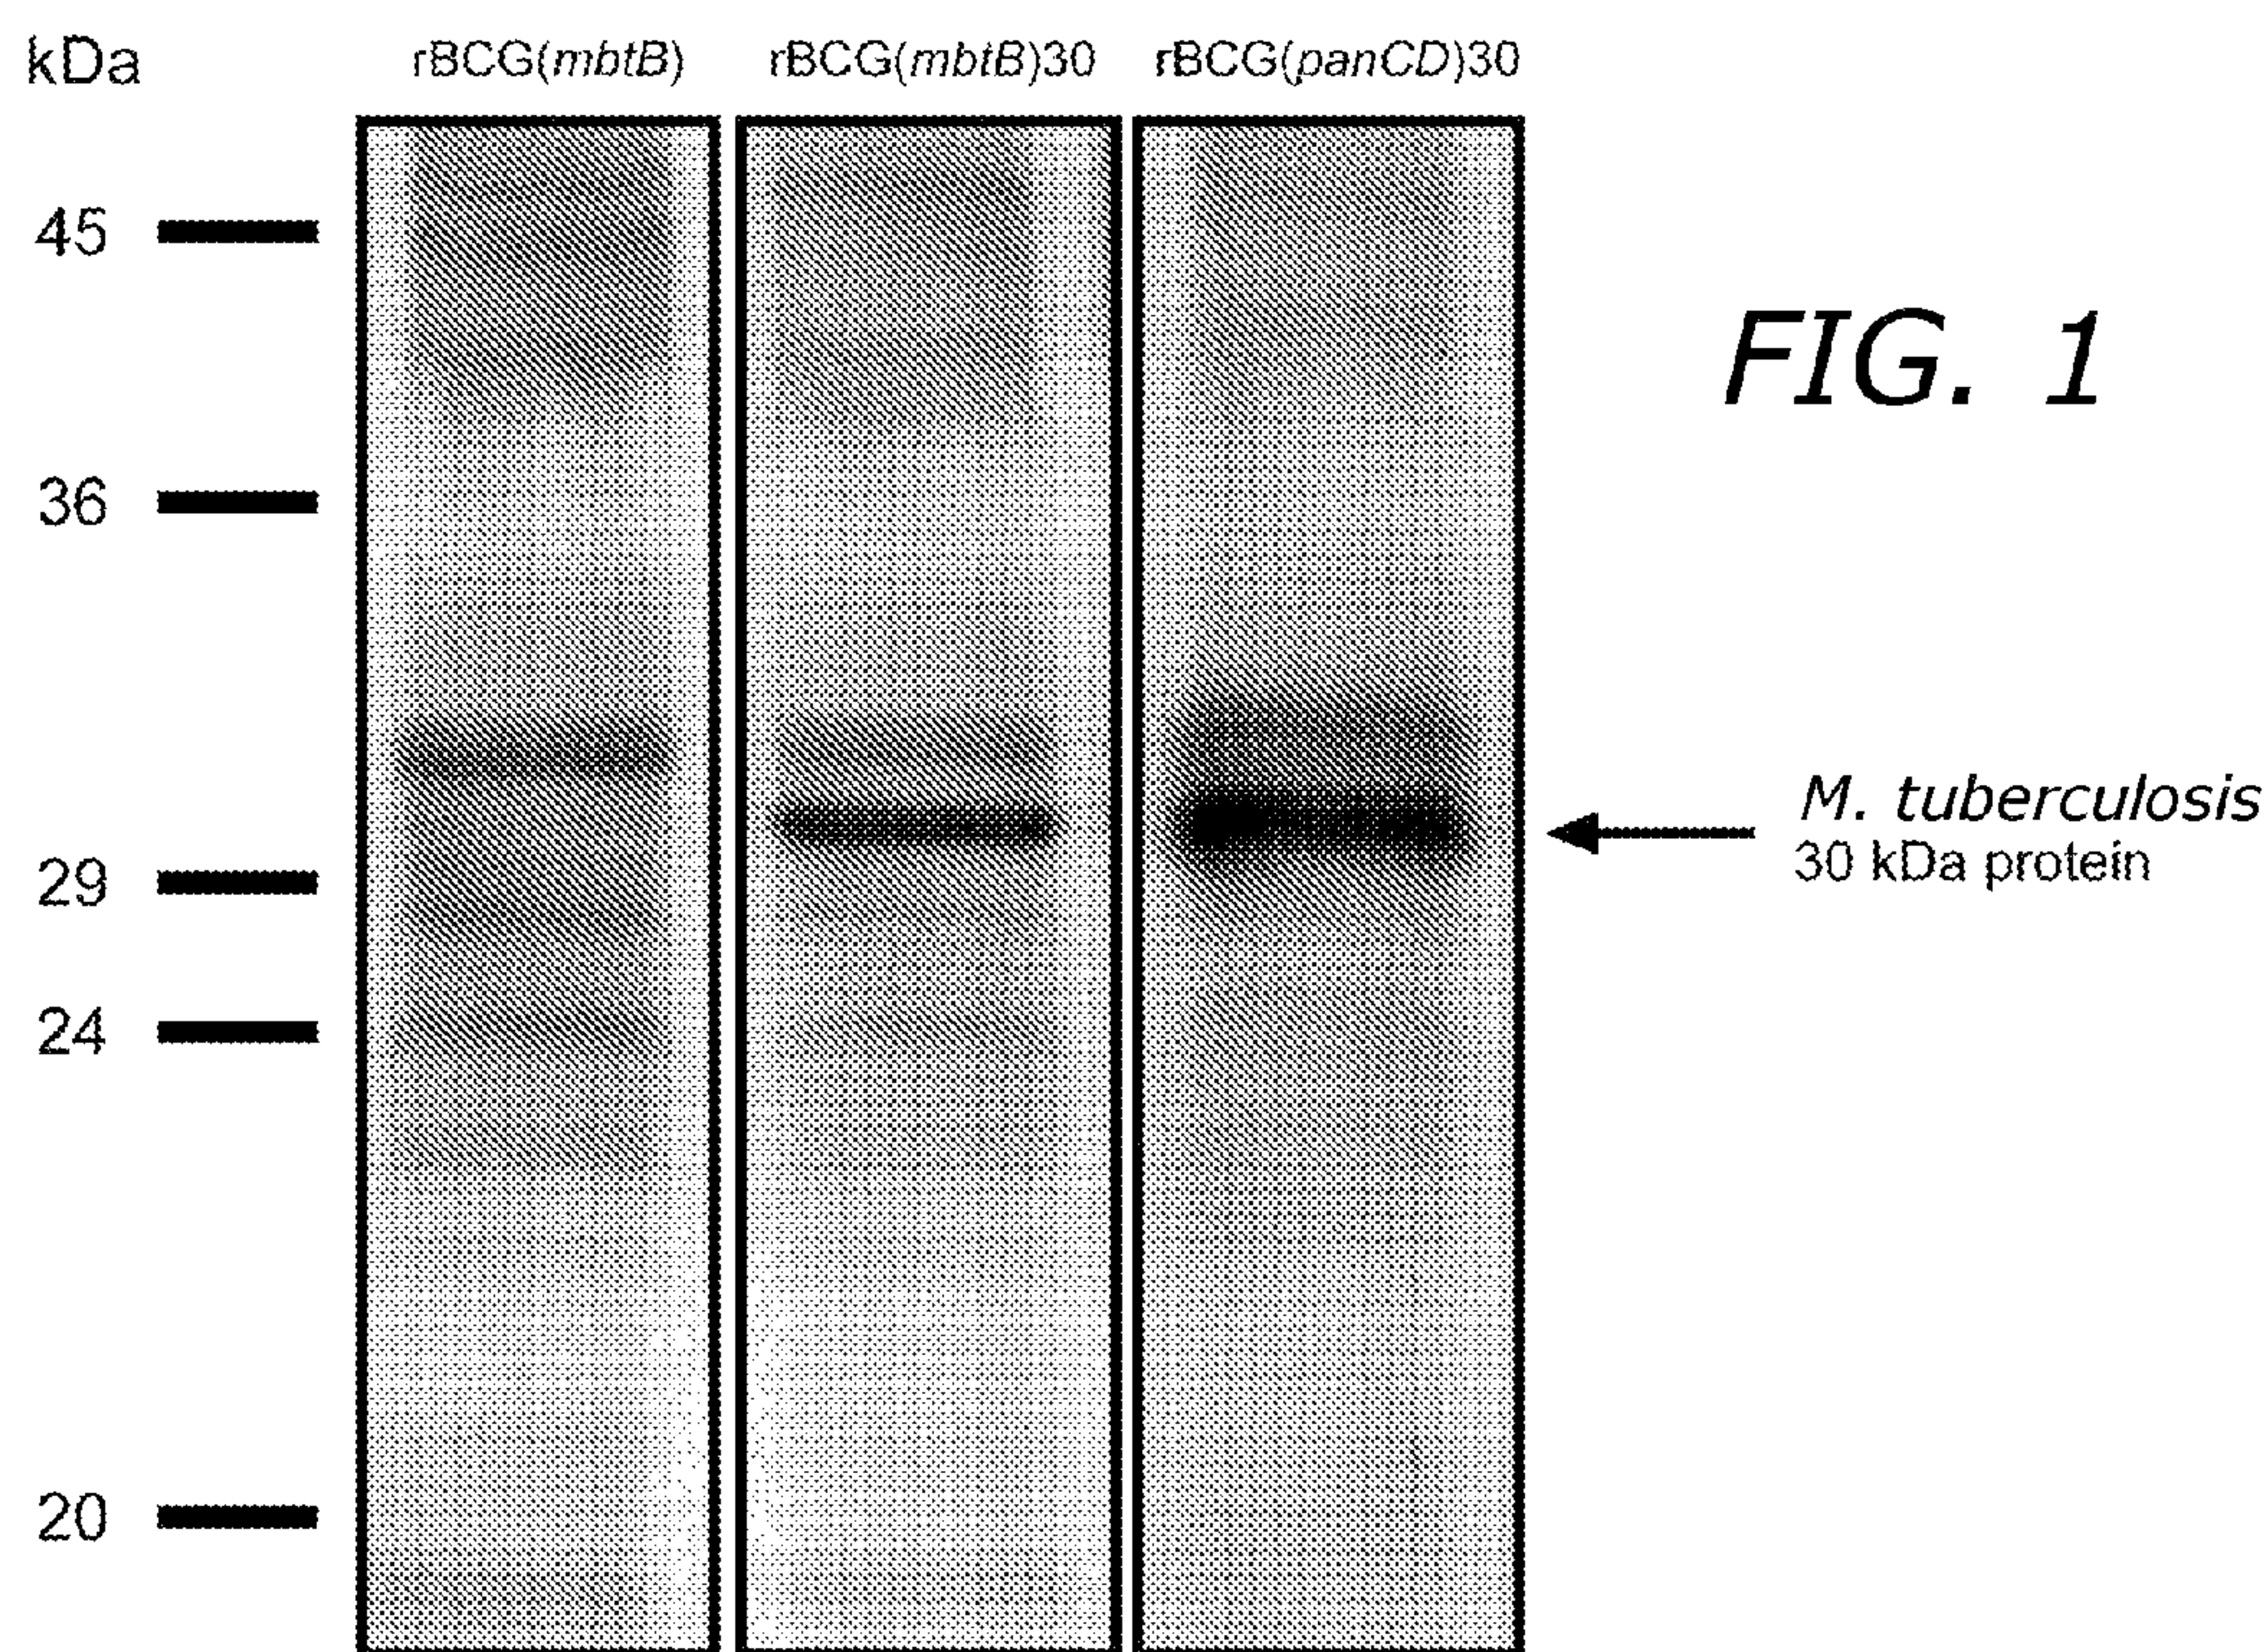 kDa
rBCG(mbtB)
rBCG(mbtB)30
rBCG(panCD)30
45
FIG. 1
36
M. tuberculosis
30 kDa protein
29
24
20